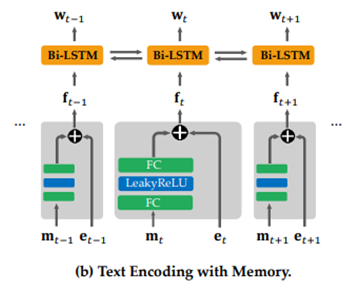 w_{t-1} w_t w_{t+1}
Bi-LSTM Bi-LSTM Bi-LSTM
f_{t-1} f_t f_{t+1}
... ...
FC
LeakyReLU
FC
m_{t-1} e_{t-1} m_t e_t m_{t+1} e_{t+1}
(b) Text Encoding with Memory.